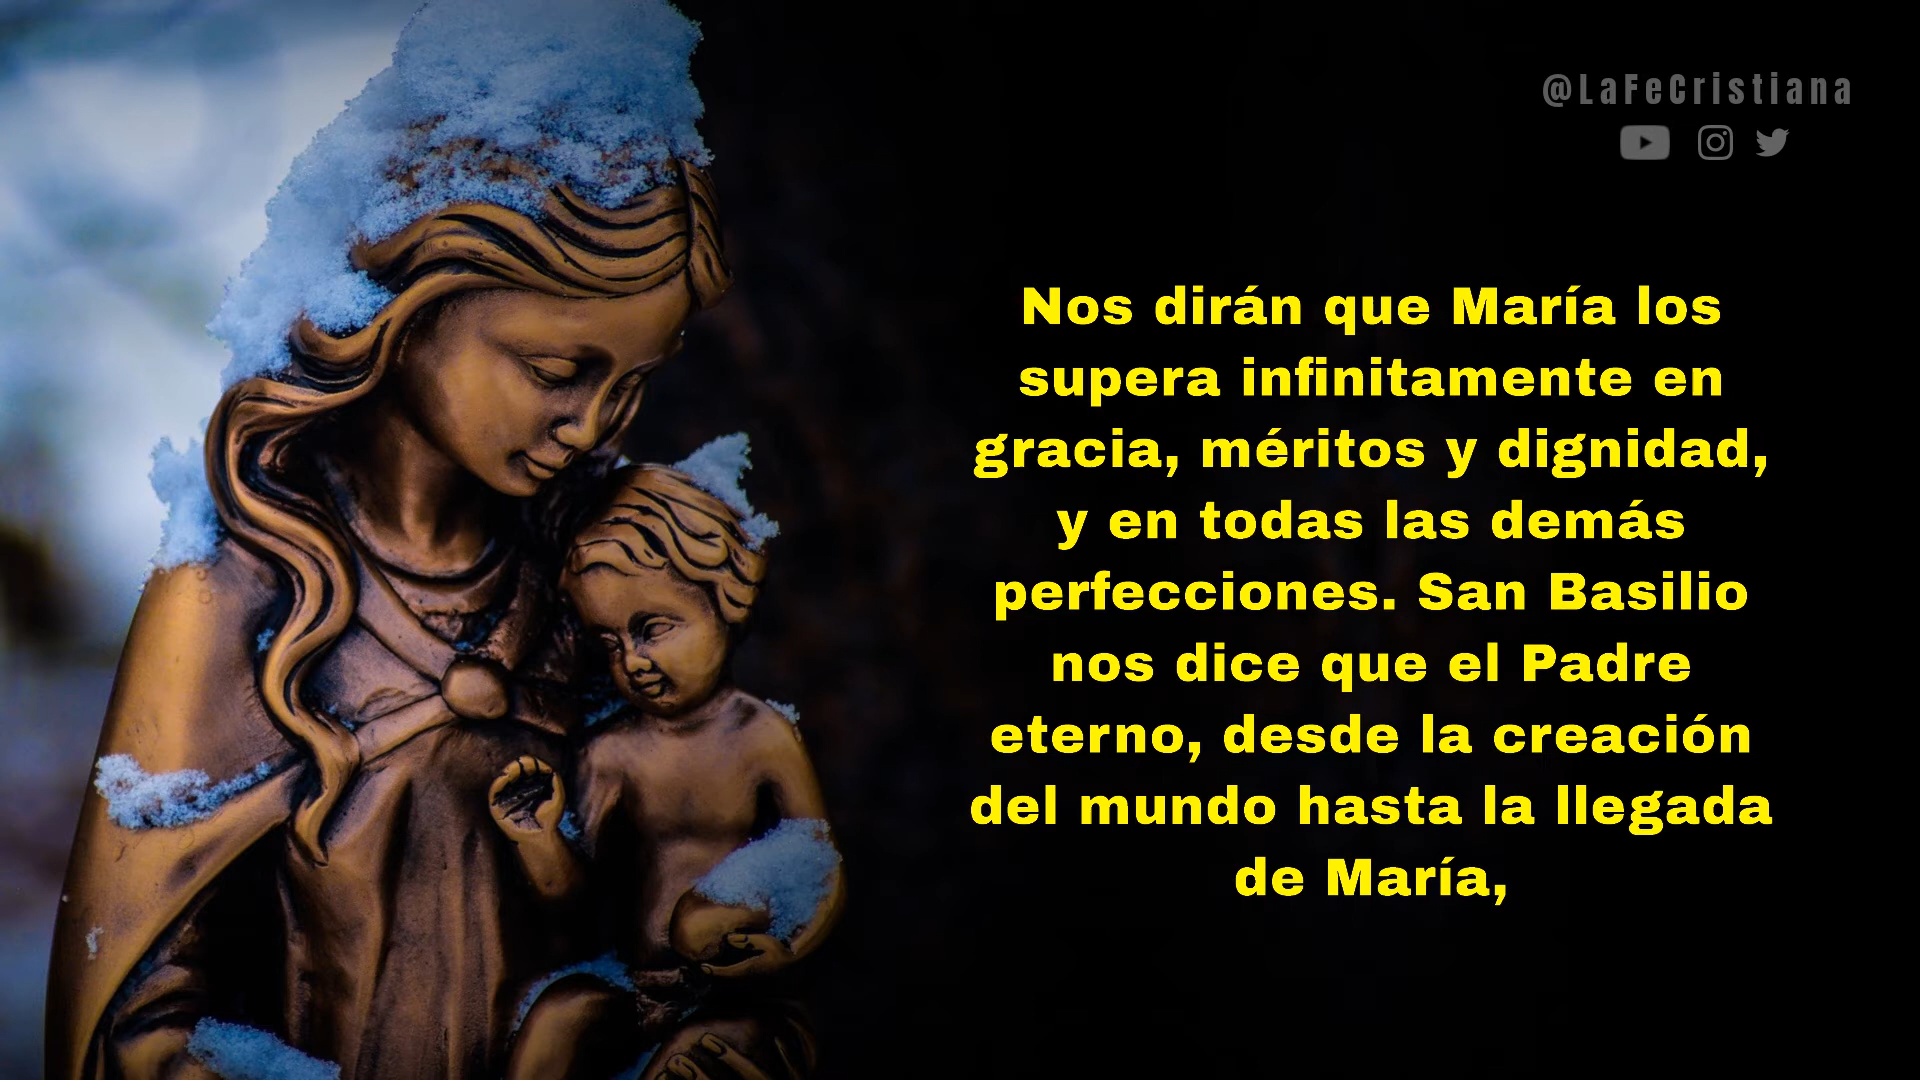 @LaFeCristiana
Nos dirán que María los
supera infinitamente en
gracia, méritos y dignidad,
y en todas las demás
perfecciones. San Basilio
nos dice que el Padre
eterno, desde la creación
del mundo hasta la llegada
de María,